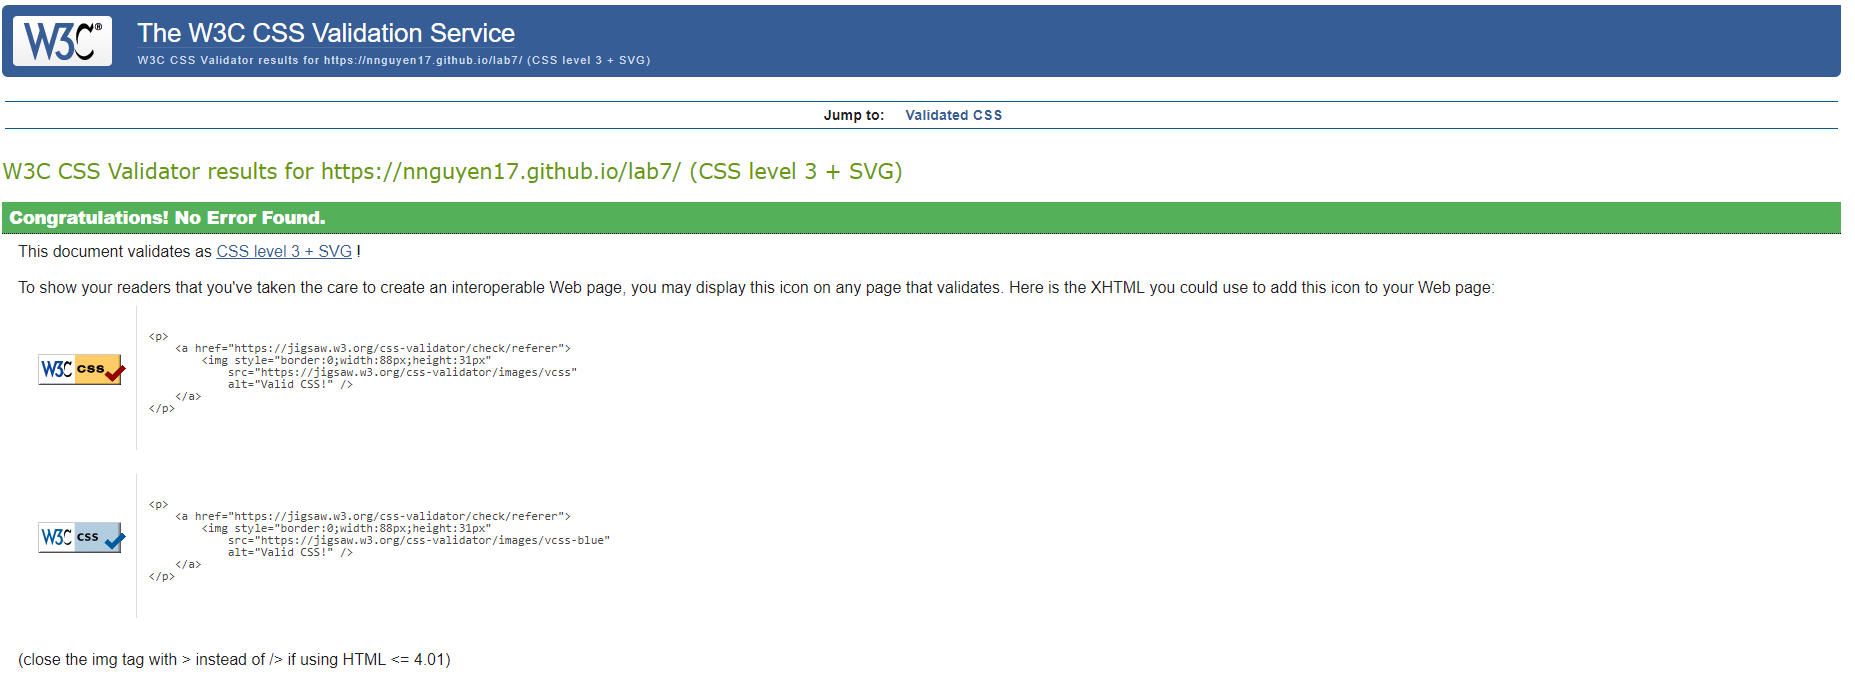 W3C®
The W3C CSS Validation Service
W3C CSS Validator results for https://nnguyen17.github.io/lab7/ (CSS level 3 + SVG)
Jump to: Validated CSS
W3C CSS Validator results for https://nnguyen17.github.io/lab7/ (CSS level 3 + SVG)
Congratulations! No Error Found.
This document validates as CSS level 3 + SVG !
To show your readers that you've taken the care to create an interoperable Web page, you may display this icon on any page that validates. Here is the XHTML you could use to add this icon to your Web page:
W3C css
<p>
<a href="https://jigsaw.w3.org/css-validator/check/referer">
<img style="border:0;width:88px;height:31px"
src="https://jigsaw.w3.org/css-validator/images/vcss"
alt="Valid CSS!" />
</a>
</p>
W3C css
<p>
<a href="https://jigsaw.w3.org/css-validator/check/referer">
<img style="border:0;width:88px;height:31px"
src="https://jigsaw.w3.org/css-validator/images/vcss-blue"
alt="Valid CSS!" />
</a>
</p>
(close the img tag with > instead of /> if using HTML <= 4.01)